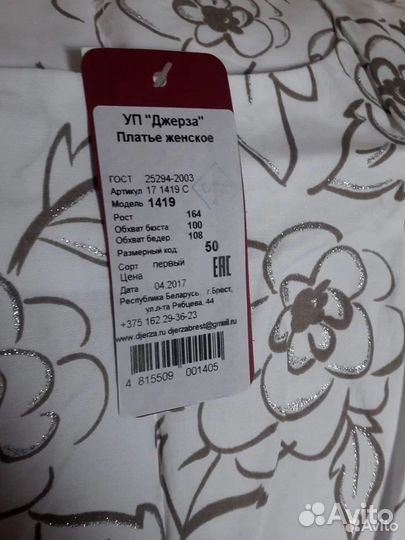 УП "Джерза"
Платье женское
ГОСТ 25294-2003
Артикул 17 1419 С
Модель 1419
Рост 164
Обхват бюста 100
Обхват бедер 108
Размерный код: 50
Сорт первый
Цена
EAC
Дата 04.2017
Республика Беларусь. г.Брест,
ул.л-та Рябцева. 44
+375 162 29-36-23
www.djerza.ru djerzabrest@gmail.ru
4 815509 001405
Avito